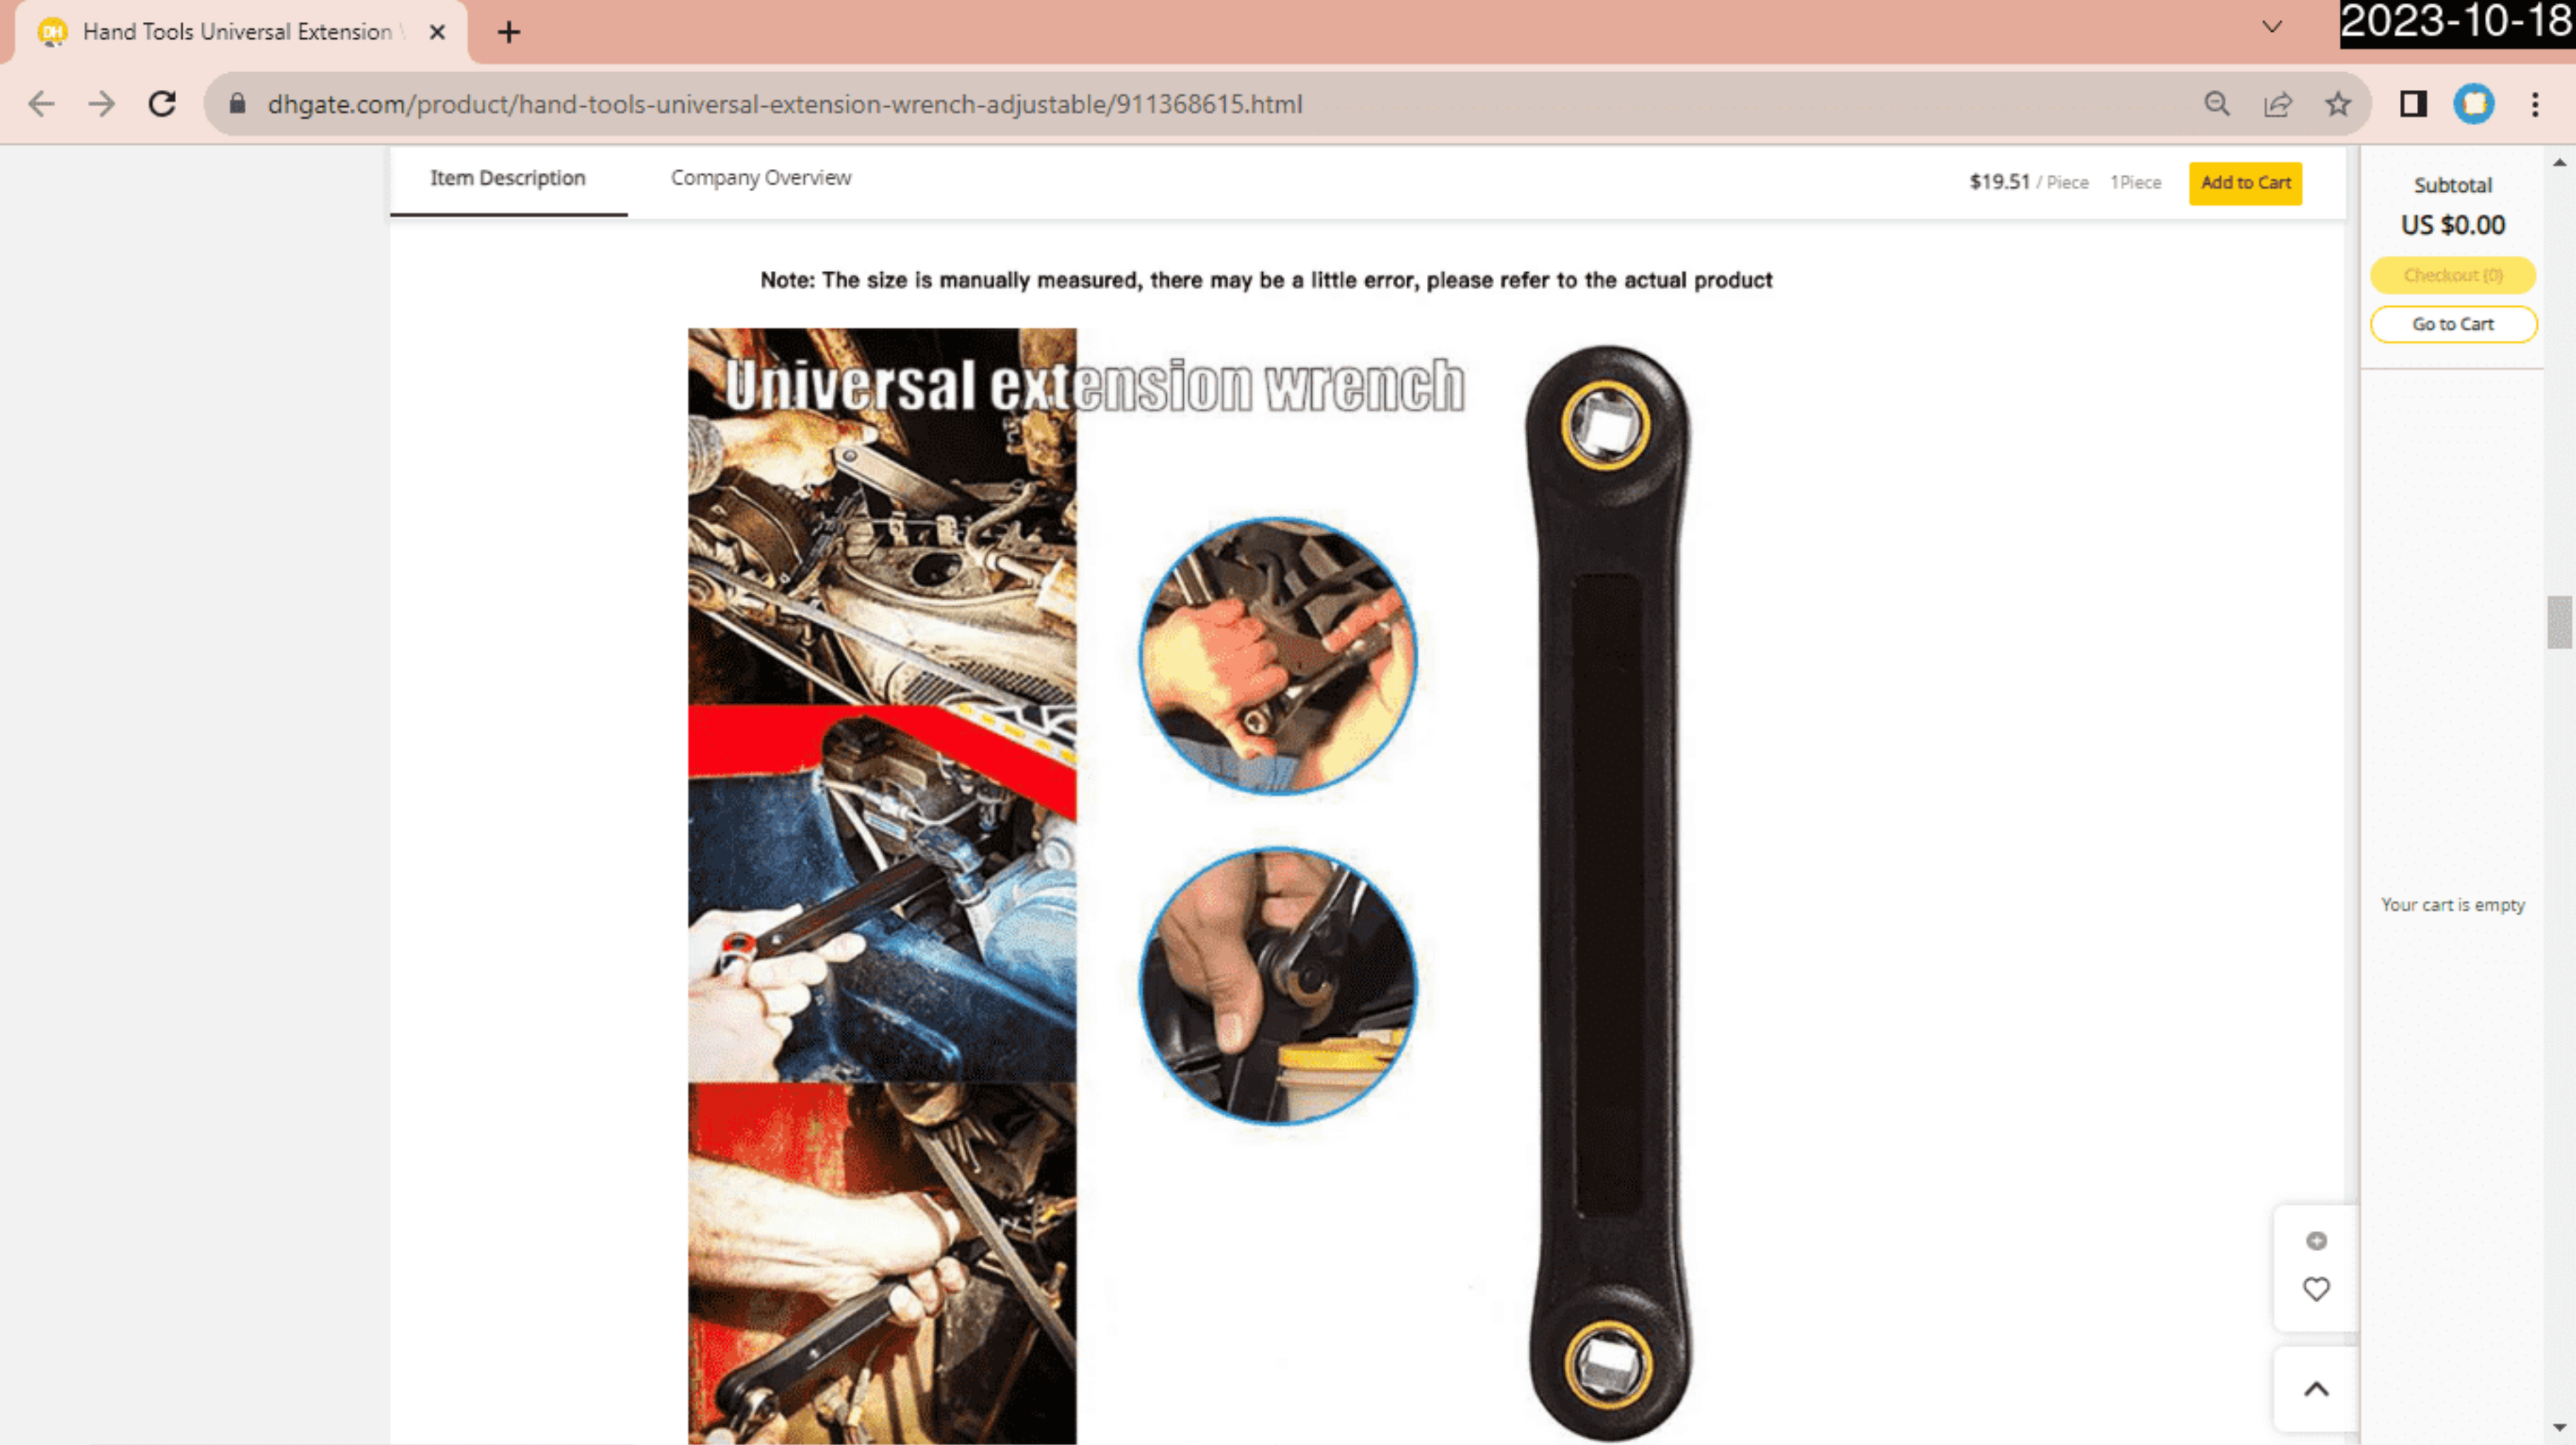 2023-10-18
Hand Tools Universal Extension
dhgate.com/product/hand-tools-universal-extension-wrench-adjustable/911368615.html
Item Description
Company Overview
$19.51 / Piece
1Piece
Add to Cart
Subtotal
US $0.00
Checkout (0)
Go to Cart
Note: The size is manually measured, there may be a little error, please refer to the actual product
Universal extension wrench
Your cart is empty